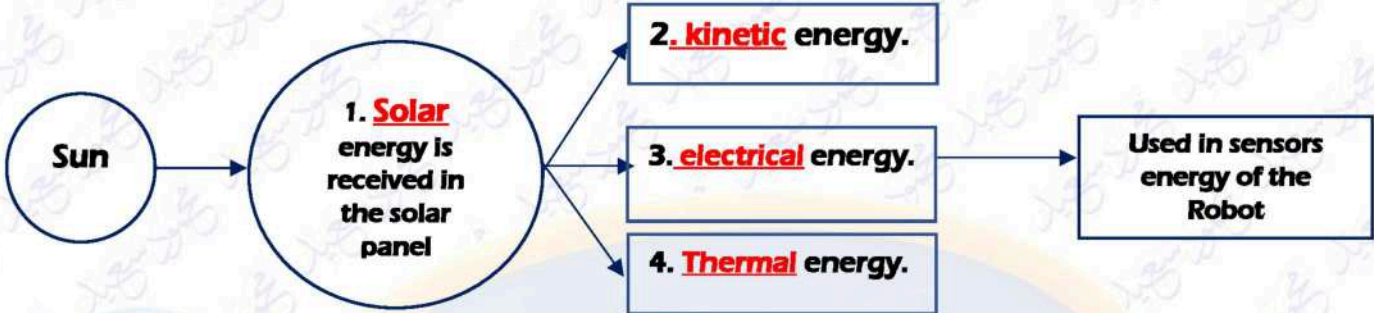 Sun
1. Solar
energy is
received in
the solar
panel
2. kinetic energy.
3. electrical energy.
4. Thermal energy.
Used in sensors
energy of the
Robot